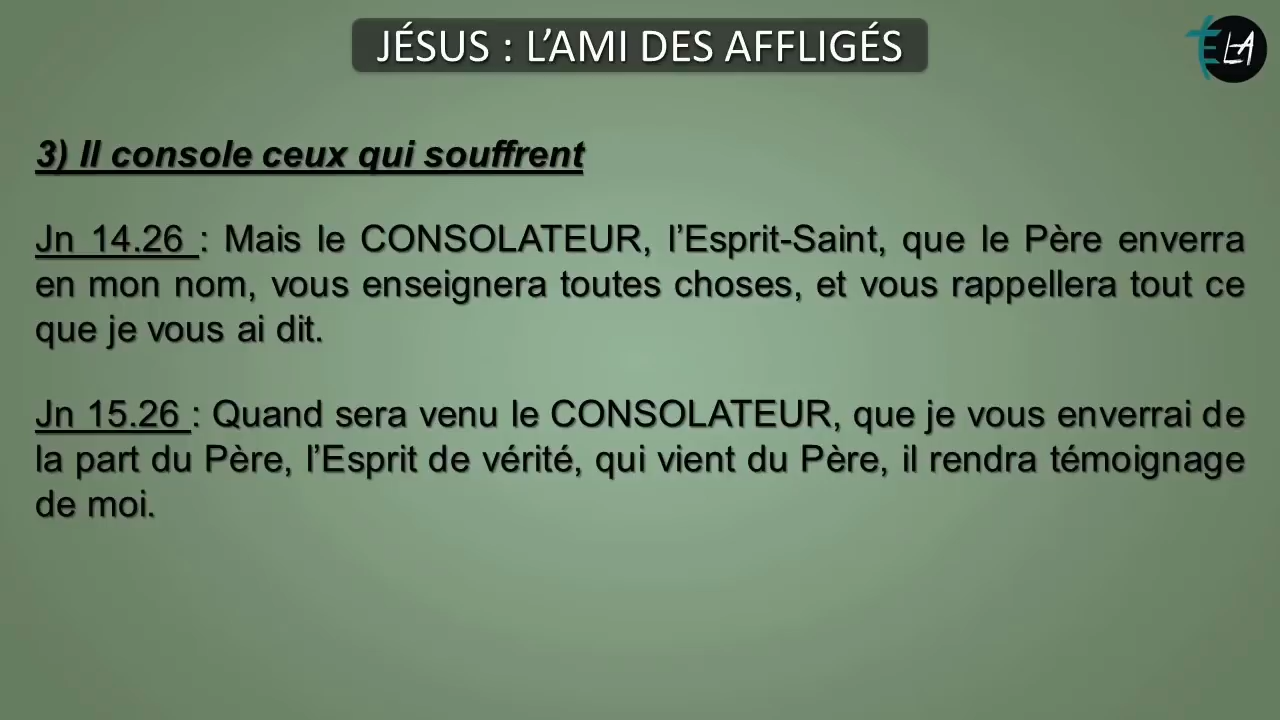 JÉSUS : L’AMI DES AFFLIGÉS
ELA
3) Il console ceux qui souffrent
Jn 14.26 : Mais le CONSOLATEUR, l’Esprit-Saint, que le Père enverra
en mon nom, vous enseignera toutes choses, et vous rappellera tout ce
que je vous ai dit.
Jn 15.26 : Quand sera venu le CONSOLATEUR, que je vous enverrai de
la part du Père, l’Esprit de vérité, qui vient du Père, il rendra témoignage
de moi.